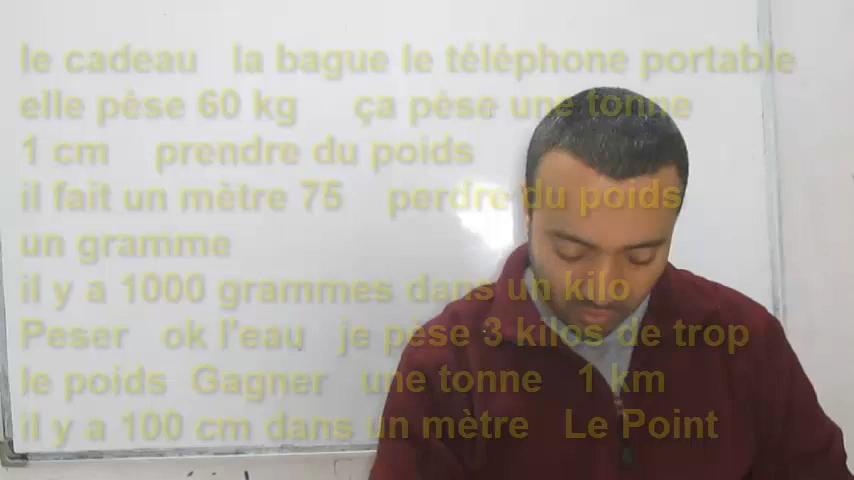 le cadeau la bague le téléphone portable
elle pèse 60 kg ça pèse une tonne
1 cm prendre du poids
il fait un mètre 75 perdre du poids
un gramme
il y a 1000 grammes dans un kilo
Peser ok l'eau je pèse 3 kilos de trop
le poids Gagner une tonne 1 km
il y a 100 cm dans un mètre Le Point